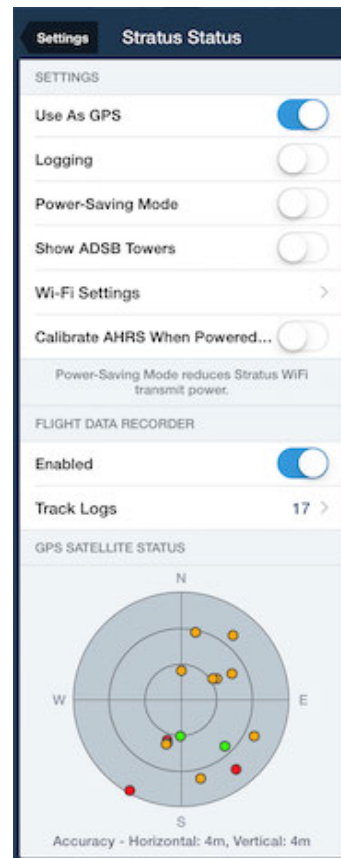 Settings Stratus Status
SETTINGS
Use As GPS
Logging
Power-Saving Mode
Show ADSB Towers
Wi-Fi Settings
Calibrate AHRS When Powered...
Power-Saving Mode reduces Stratus WiFi
transmit power.
FLIGHT DATA RECORDER
Enabled
Track Logs 17
GPS SATELLITE STATUS
N
W E
S
Accuracy - Horizontal: 4m, Vertical: 4m